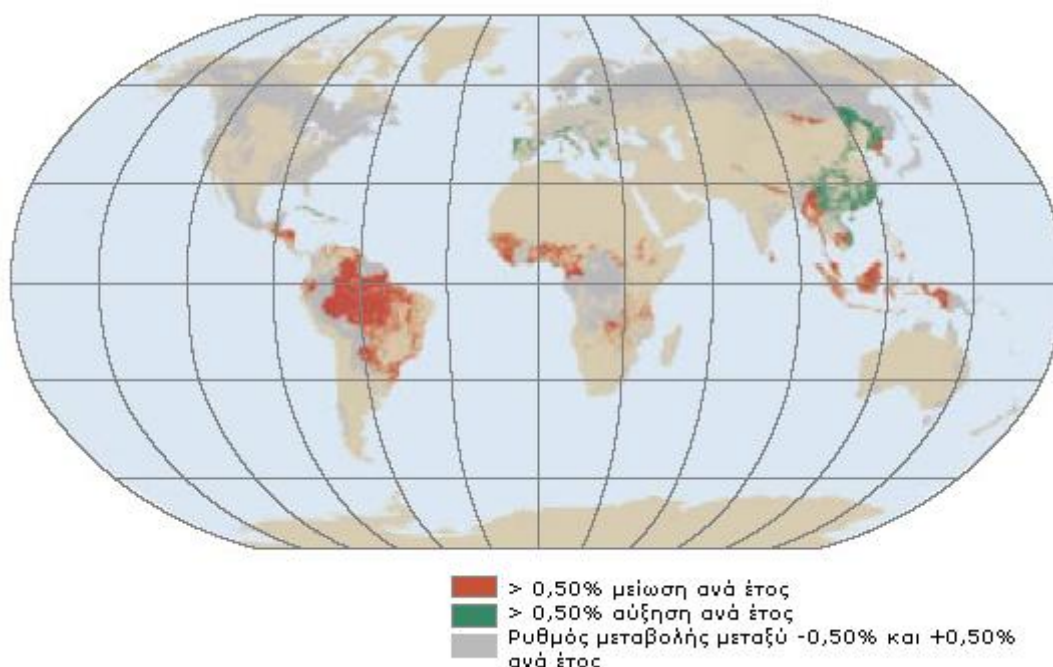 > 0,50% μείωση ανά έτος
> 0,50% αύξηση ανά έτος
Ρυθμός μεταβολής μεταξύ -0,50% και +0,50%
ανά έτος